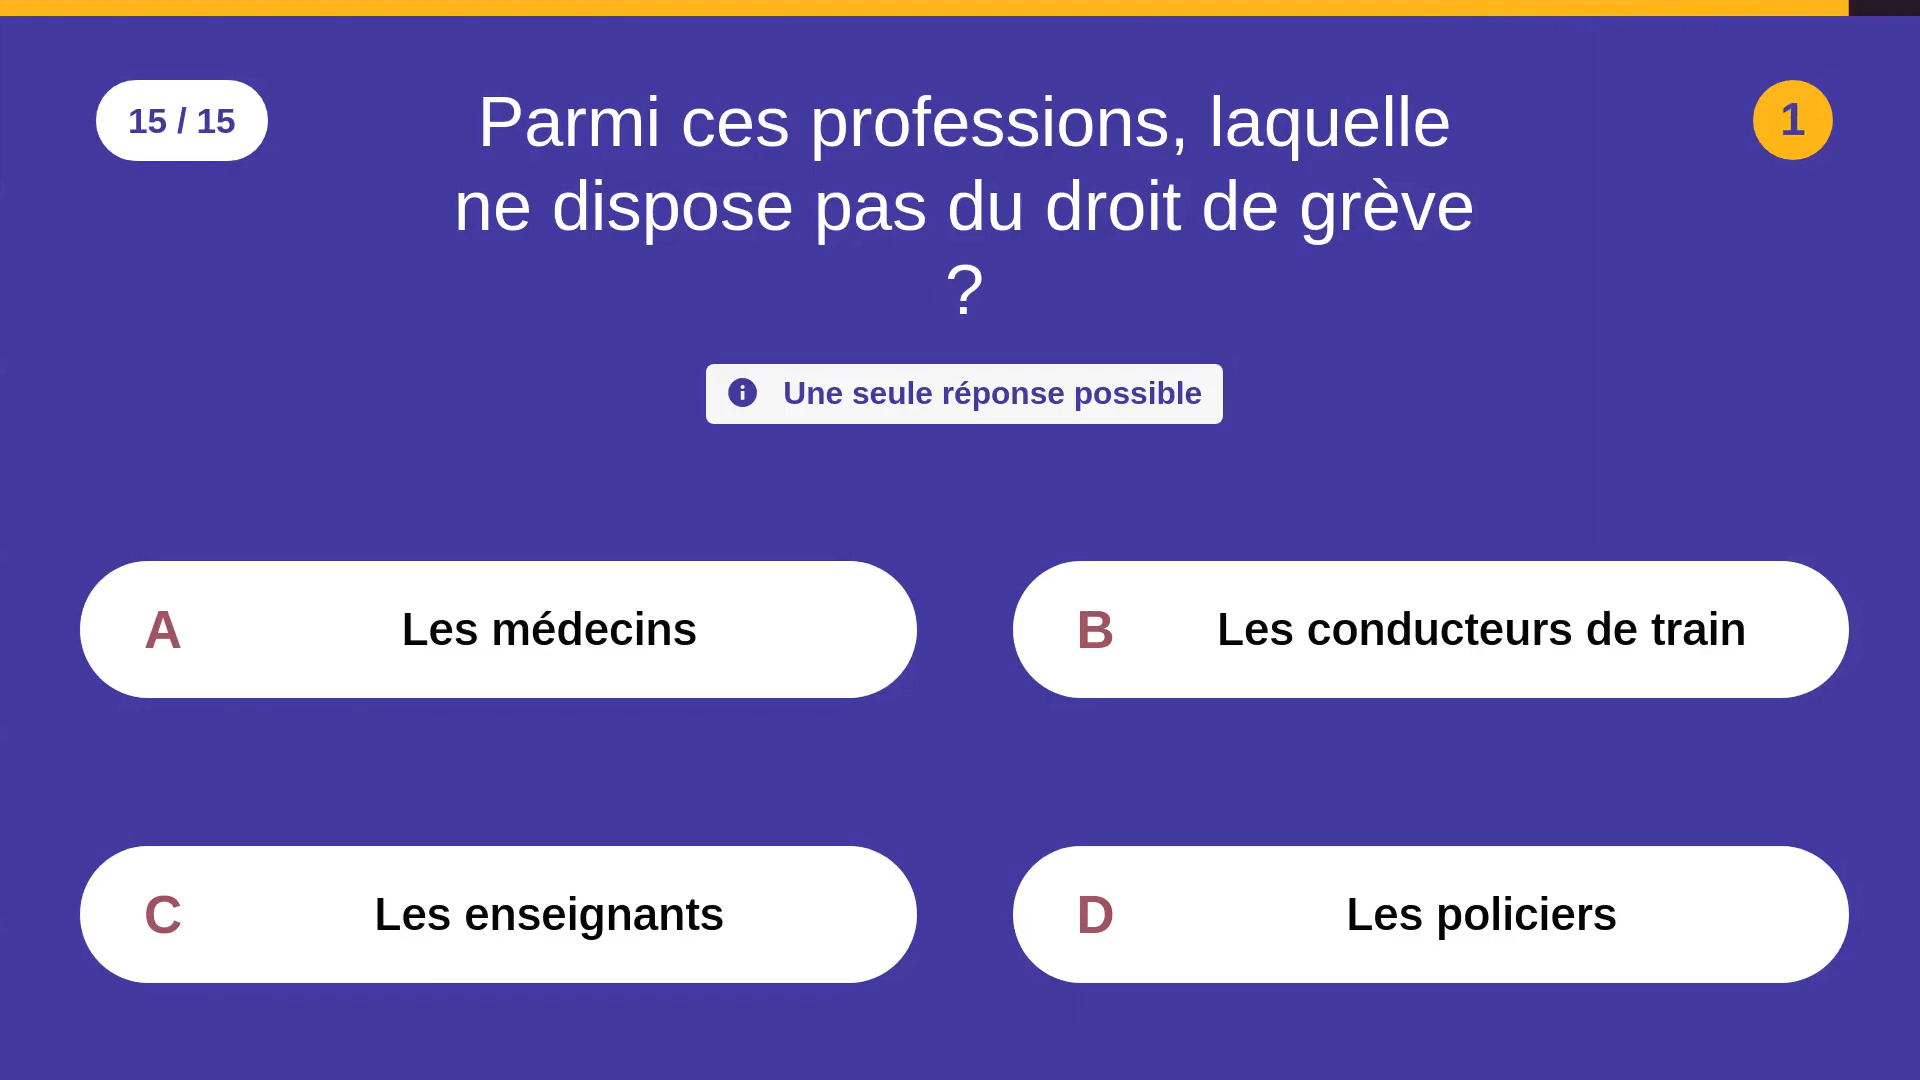 15 / 15
Parmi ces professions, laquelle
ne dispose pas du droit de grève
?
1
Une seule réponse possible
A Les médecins
B Les conducteurs de train
C Les enseignants
D Les policiers